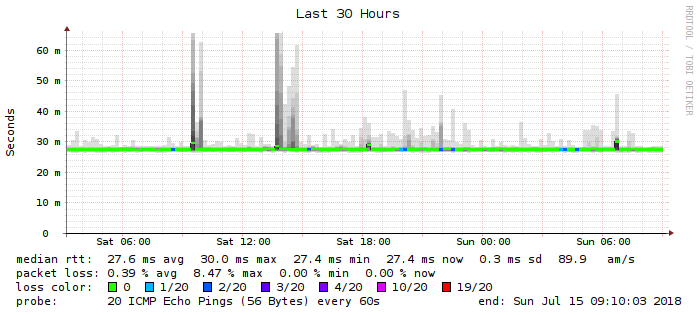 Last 30 Hours
RRDTOOL / TOBI OETIKER
Seconds
60 m
50 m
40 m
30 m
20 m
10 m
0
Sat 06:00 Sat 12:00 Sat 18:00 Sun 00:00 Sun 06:00
median rtt: 27.6 ms avg 30.0 ms max 27.4 ms min 27.4 ms now 0.3 ms sd 89.9 am/s
packet loss: 0.39 % avg 8.47 % max 0.00 % min 0.00 % now
loss color: 0 1/20 2/20 3/20 4/20 10/20 19/20
probe: 20 ICMP Echo Pings (56 Bytes) every 60s end: Sun Jul 15 09:10:03 2018